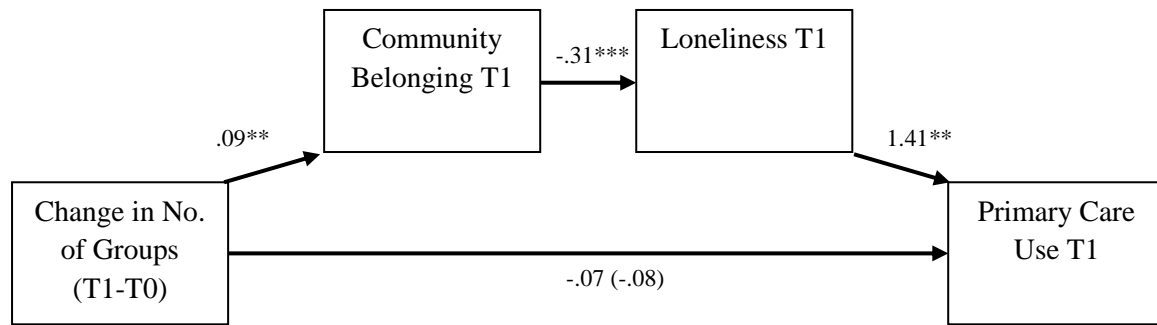 Community
Belonging T1
-.31***
Loneliness T1
.09**
1.41**
Change in No.
of Groups
(T1-T0)
Primary Care
Use T1
-.07 (-.08)